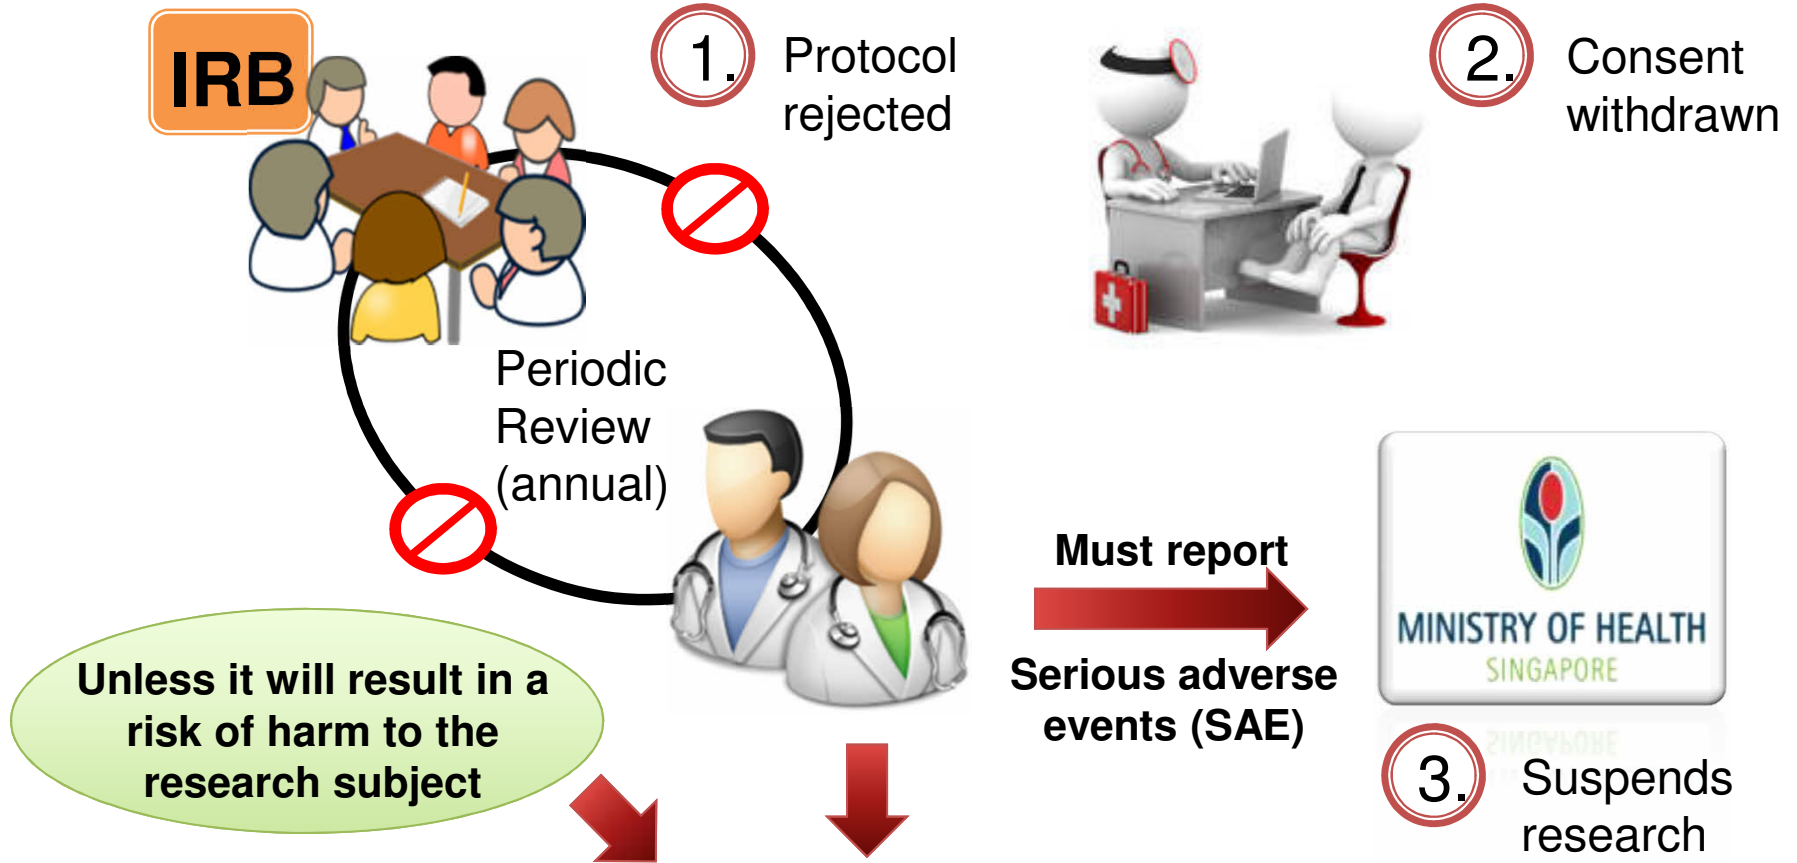 IRB
1.
Protocol
rejected
2.
Consent
withdrawn
Periodic
Review
(annual)
Must report
Serious adverse
events (SAE)
MINISTRY OF HEALTH
SINGAPORE
Unless it will result in a
risk of harm to the
research subject
3.
Suspends
research